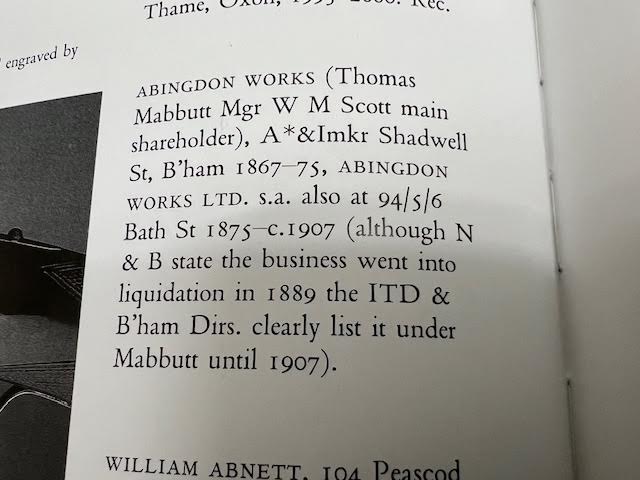 Thame, Oxon, 1995–2000. Rec.
engraved by
ABINGDON WORKS (Thomas
Mabbutt Mgr W M Scott main
shareholder), A*&Imkr Shadwell
St, B'ham 1867–75, ABINGDON
WORKS LTD. s.a. also at 94/5/6
Bath St 1875–c.1907 (although N
& B state the business went into
liquidation in 1889 the ITD &
B'ham Dirs. clearly list it under
Mabbutt until 1907).
WILLIAM ABNETT, 104 Peascod